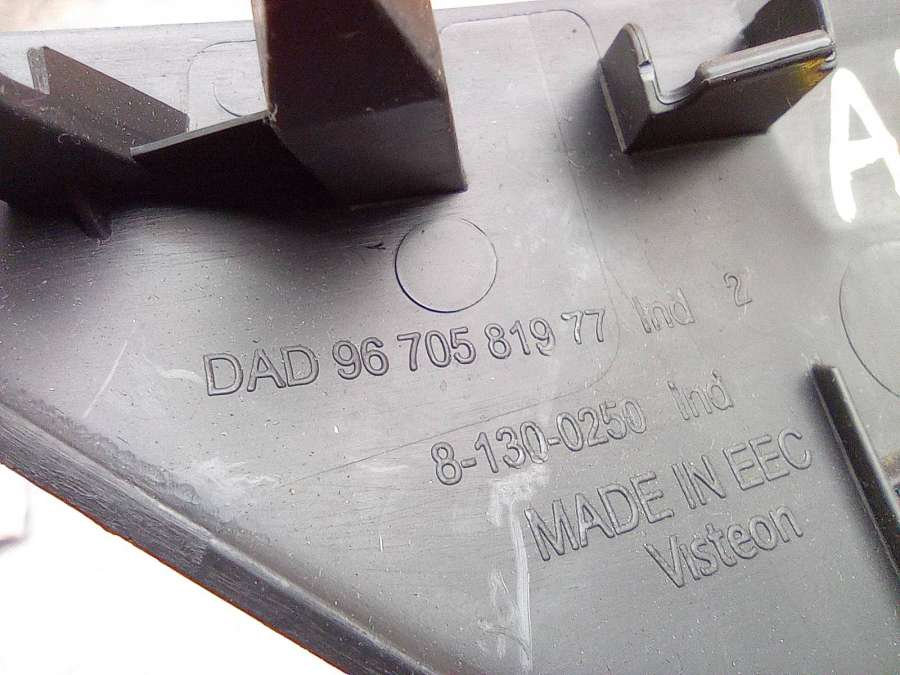 DAD 96 705 819 77 Ind 2
8-130-0250 Ind
MADE IN EEC
Visteon